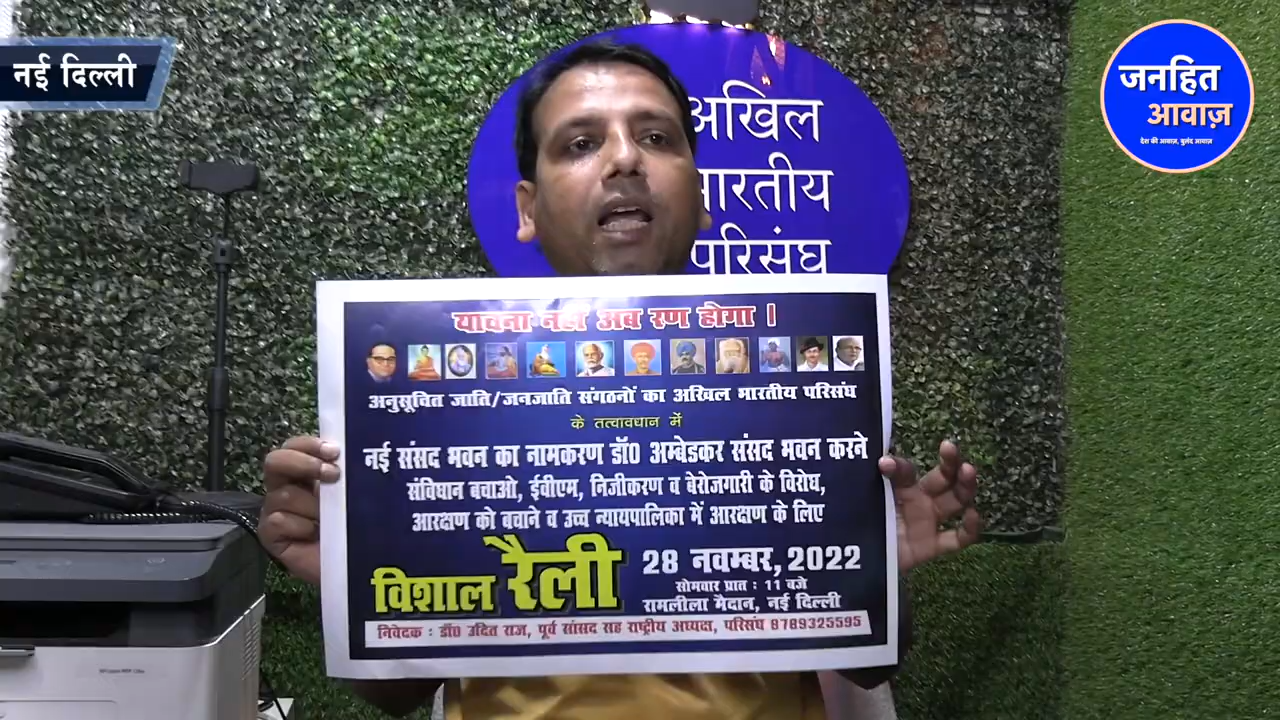 नई दिल्ली
जनहित
आवाज़
देश की आवाज़, बुलंद आवाज़
अखिल
भारतीय
परिसंघ
याचना नहीं अब रण होगा।
अनुसूचित जाति/जनजाति संगठनों का अखिल भारतीय परिसंघ
के तत्वावधान में
नई संसद भवन का नामकरण डॉ0 अम्बेडकर संसद भवन करने
संविधान बचाओ, ईवीएम, निजीकरण व बेरोजगारी के विरोध,
आरक्षण को बचाने व उच्च न्यायपालिका में आरक्षण के लिए
विशाल रैली
28 नवम्बर, 2022
सोमवार प्रात : 11 बजे
रामलीला मैदान, नई दिल्ली
निवेदक : डॉ0 उदित राज, पूर्व सांसद सह राष्ट्रीय अध्यक्ष, परिसंघ 8789325595